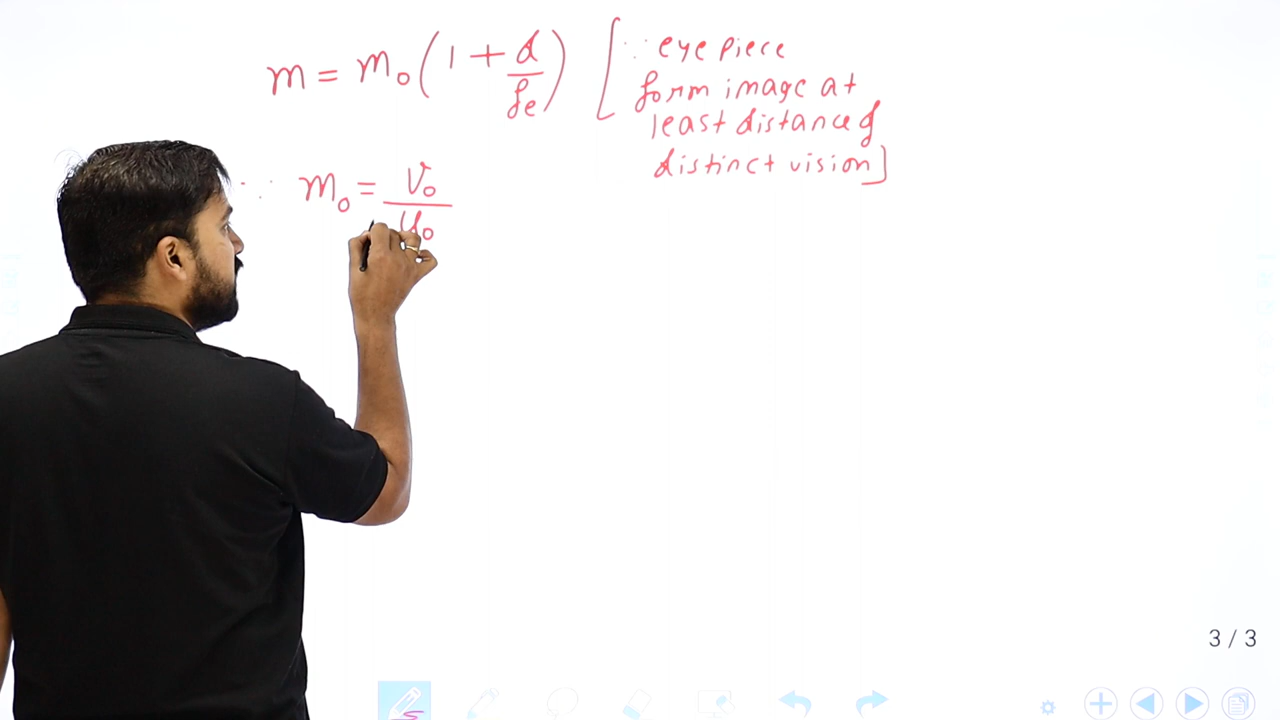 m = m₀(1 + d/fₑ) [∵ eye piece
form image at
least distance of
distinct vision]
∵ m₀ = v₀/u₀
3 / 3